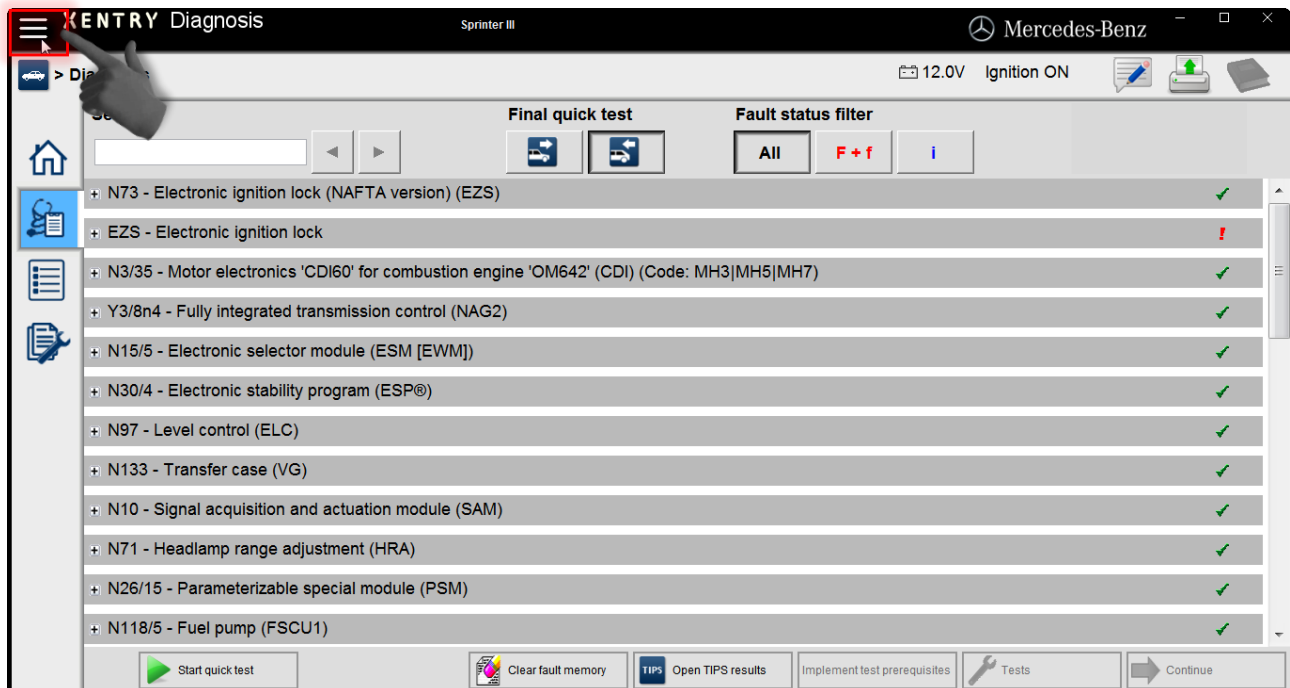 XENTRY Diagnosis
Sprinter III
Mercedes-Benz
12.0V
Ignition ON
Final quick test
Fault status filter
All
F + f
i
N73 - Electronic ignition lock (NAFTA version) (EZS)
EZS - Electronic ignition lock
!
N3/35 - Motor electronics 'CDI60' for combustion engine 'OM642' (CDI) (Code: MH3|MH5|MH7)
Y3/8n4 - Fully integrated transmission control (NAG2)
N15/5 - Electronic selector module (ESM [EWM])
N30/4 - Electronic stability program (ESP®)
N97 - Level control (ELC)
N133 - Transfer case (VG)
N10 - Signal acquisition and actuation module (SAM)
N71 - Headlamp range adjustment (HRA)
N26/15 - Parameterizable special module (PSM)
N118/5 - Fuel pump (FSCU1)
Start quick test
Clear fault memory
TIPS Open TIPS results
Implement test prerequisites
Tests
Continue